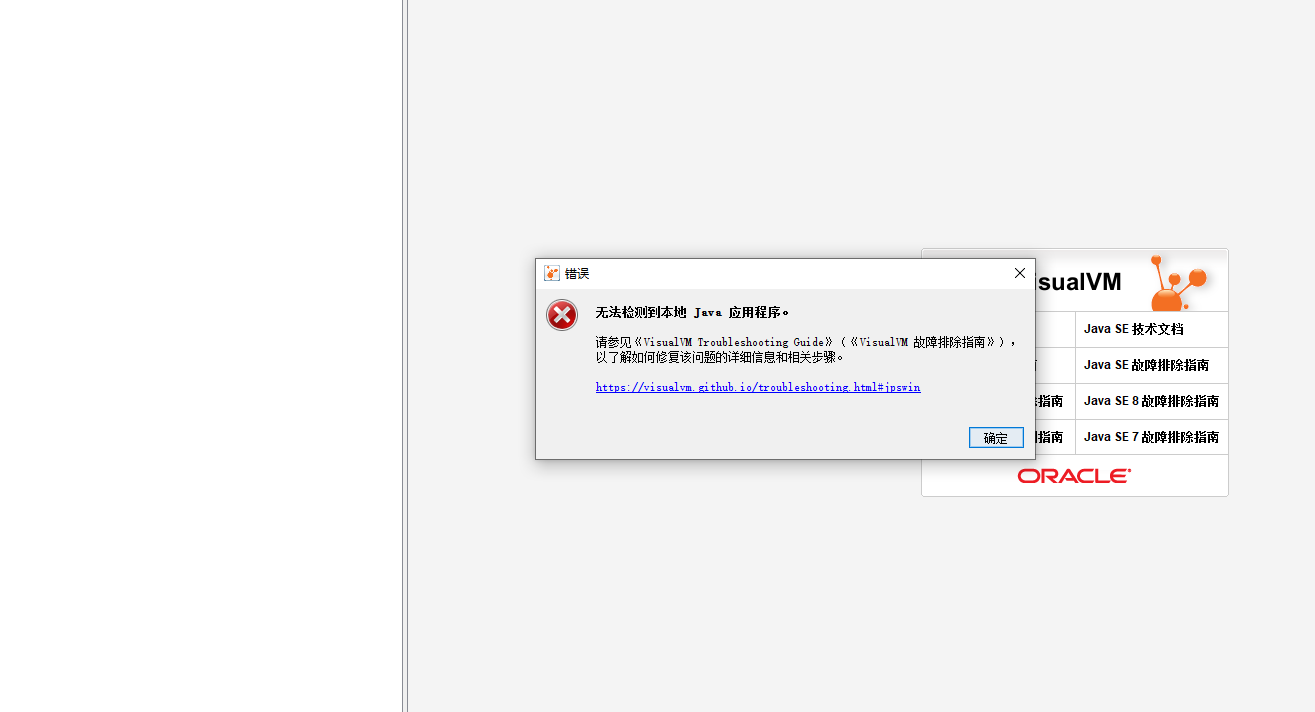 错误
无法检测到本地 Java 应用程序。
请参见《VisualVM Troubleshooting Guide》（《VisualVM 故障排除指南》），
以了解如何修复该问题的详细信息和相关步骤。
https://visualvm.github.io/troubleshooting.html#jpswin
确定
sualVM
Java SE 技术文档
Java SE 故障排除指南
指南
Java SE 8 故障排除指南
指南
Java SE 7 故障排除指南
ORACLE